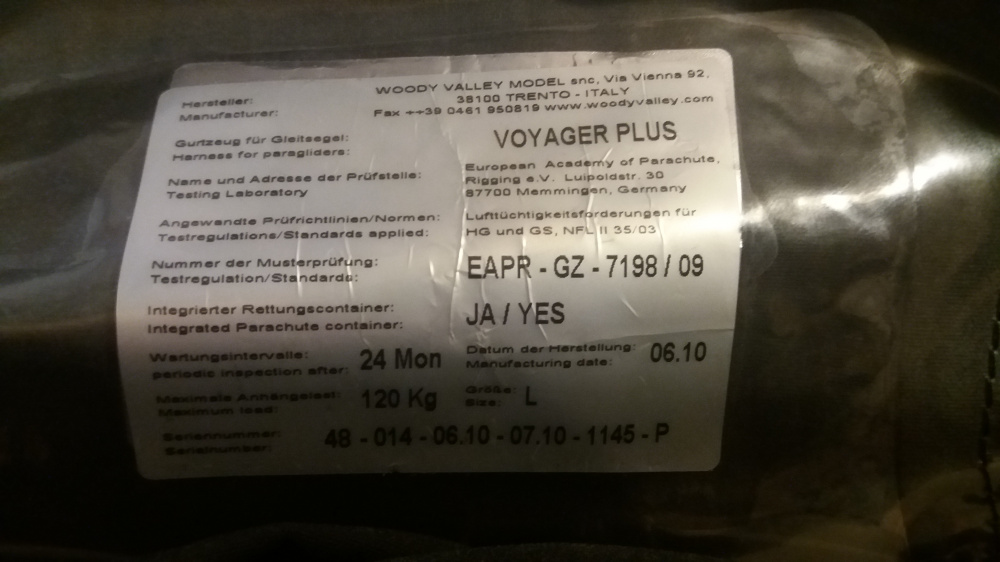 Hersteller:
Manufacturer:
WOODY VALLEY MODEL snc, Via Vienna 92,
38100 TRENTO - ITALY
Fax ++39 0461 950819 www.woodyvalley.com
Gurtzeug für Gleitsegel:
Harness for paragliders:
VOYAGER PLUS
Name und Adresse der Prüfstelle:
Testing Laboratory
European Academy of Parachute,
Rigging e.V. Luipoldstr. 30
87700 Memmingen, Germany
Angewandte Prüfrichtlinien/Normen:
Testregulations/Standards applied:
Lufttüchtigkeitsforderungen für
HG und GS, NFL II 35/03
Nummer der Musterprüfung:
Testregulation/Standards:
EAPR - GZ - 7198 / 09
Integrierter Rettungscontainer:
Integrated Parachute container:
JA / YES
Wartungsintervalle:
periodic inspection after:
24 Mon
Datum der Herstellung:
Manufacturing date:
06.10
Maximale Anhängelast:
Maximum load:
120 Kg
Größe:
Size:
L
Seriennummer:
Serialnumber:
48 - 014 - 06.10 - 07.10 - 1145 - P